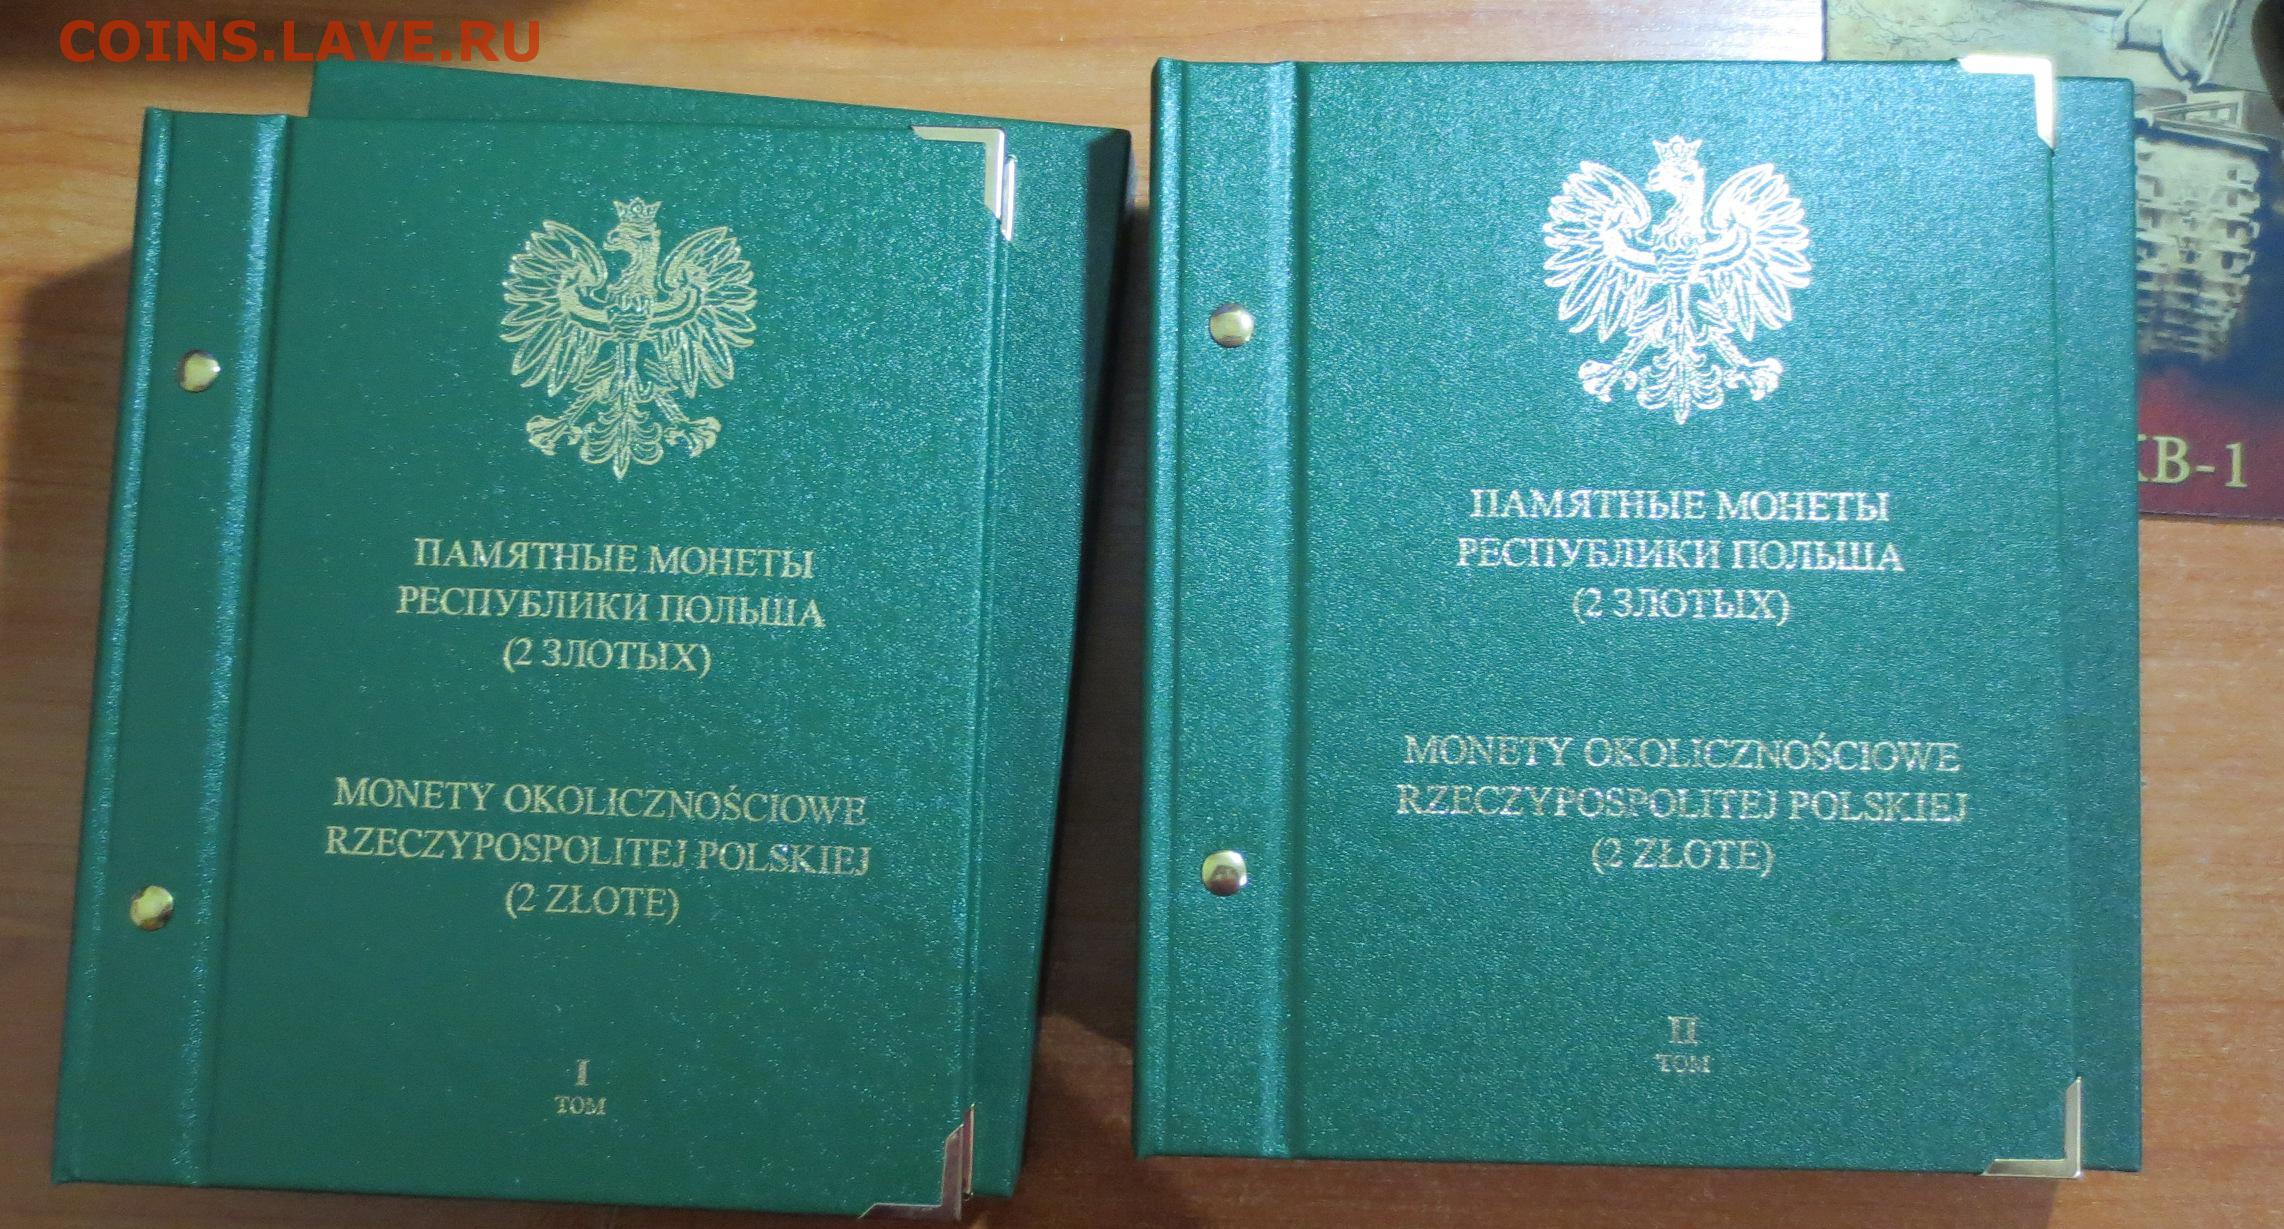 COINS.LAVE.RU
ПАМЯТНЫЕ МОНЕТЫ
РЕСПУБЛИКИ ПОЛЬША
(2 ЗЛОТЫХ)
MONETY OKOLICZNOŚCIOWE
RZECZYPOSPOLITEJ POLSKIEJ
(2 ZŁOTE)
I
ТОМ
ПАМЯТНЫЕ МОНЕТЫ
РЕСПУБЛИКИ ПОЛЬША
(2 ЗЛОТЫХ)
MONETY OKOLICZNOŚCIOWE
RZECZYPOSPOLITEJ POLSKIEJ
(2 ZŁOTE)
II
ТОМ
КВ-1